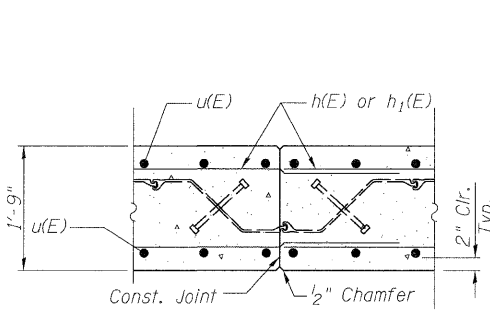 u(E)
h(E) or h₁(E)
1'-9"
u(E)
2" Clr.
Typ.
Const. Joint
½" Chamfer